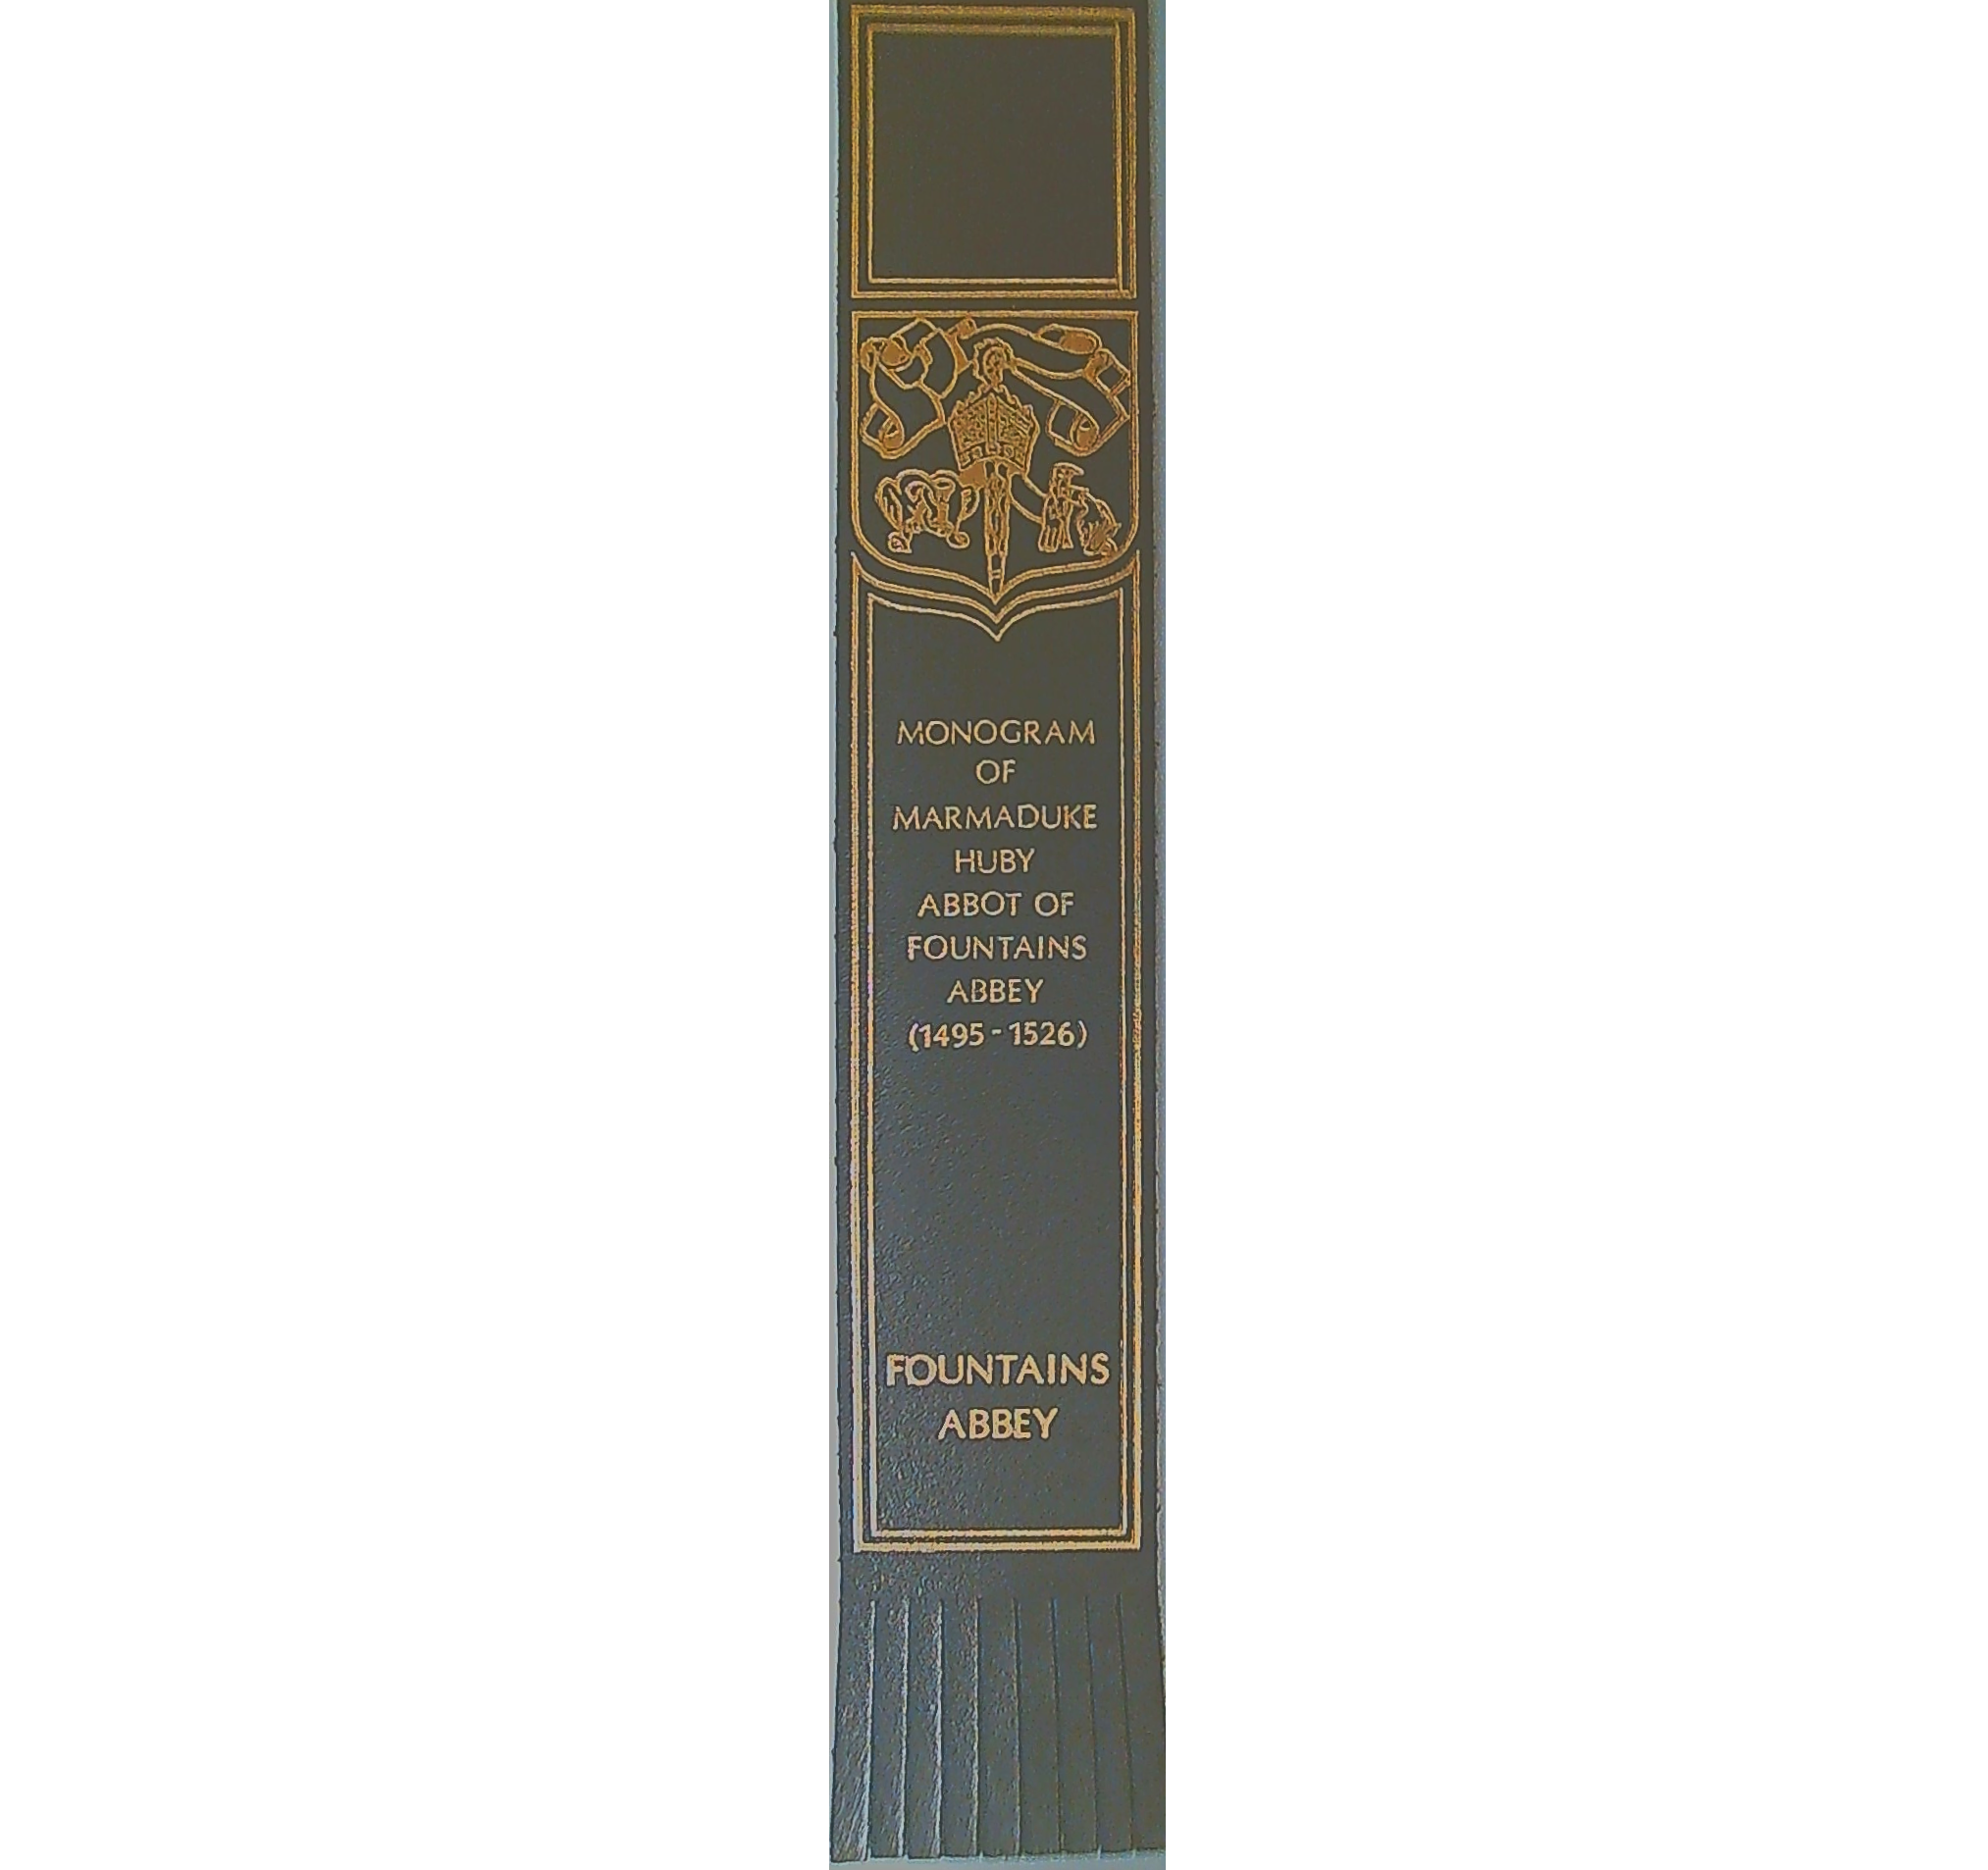 MONOGRAM
OF
MARMADUKE
HUBY
ABBOT OF
FOUNTAINS
ABBEY
(1495 - 1526)
FOUNTAINS
ABBEY